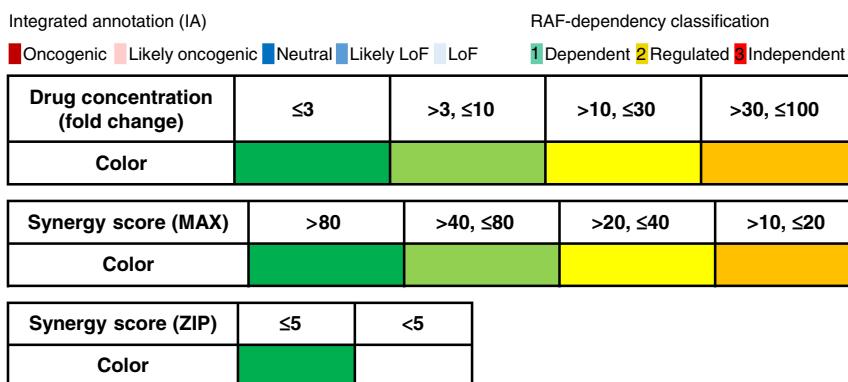 Integrated annotation (IA) RAF-dependency classification
Oncogenic Likely oncogenic Neutral Likely LoF LoF 1 Dependent 2 Regulated 3 Independent
Drug concentration (fold change) ≤3 >3, ≤10 >10, ≤30 >30, ≤100
Color
Synergy score (MAX) >80 >40, ≤80 >20, ≤40 >10, ≤20
Color
Synergy score (ZIP) ≤5 <5
Color